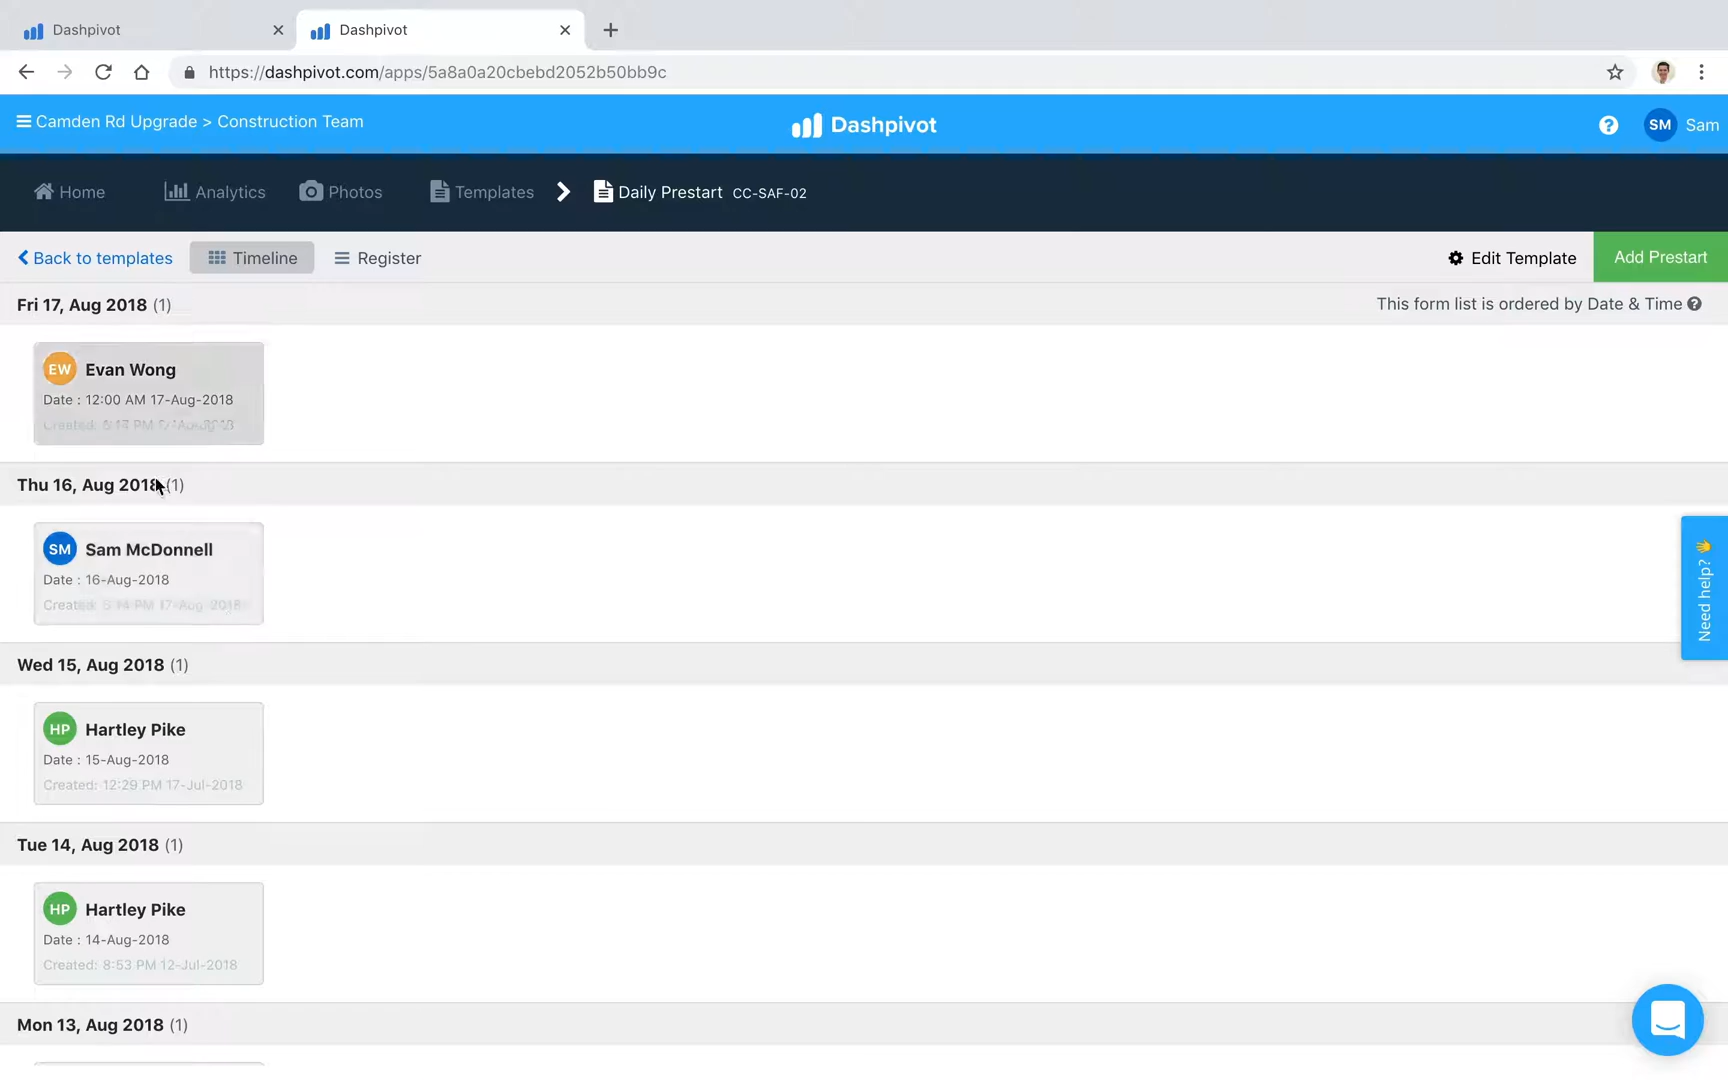 Dashpivot
Dashpivot
https://dashpivot.com/apps/5a8a0a20cbebd2052b50bb9c
Camden Rd Upgrade > Construction Team
Dashpivot
SM Sam
Home Analytics Photos Templates Daily Prestart CC-SAF-02
Back to templates Timeline Register Edit Template Add Prestart
Fri 17, Aug 2018 (1) This form list is ordered by Date & Time
EW Evan Wong
Date : 12:00 AM 17-Aug-2018
Created:
Thu 16, Aug 2018 (1)
SM Sam McDonnell
Date : 16-Aug-2018
Created:
Need help? 👋
Wed 15, Aug 2018 (1)
HP Hartley Pike
Date : 15-Aug-2018
Created: 12:29 PM 17-Jul-2018
Tue 14, Aug 2018 (1)
HP Hartley Pike
Date : 14-Aug-2018
Created: 8:53 PM 12-Jul-2018
Mon 13, Aug 2018 (1)